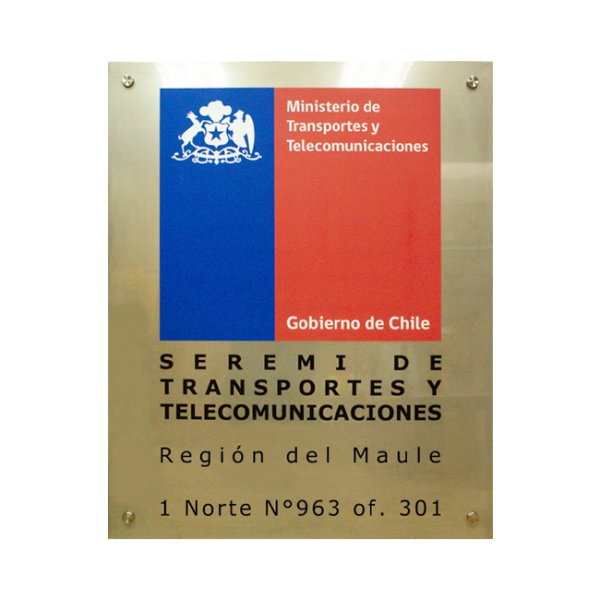 Ministerio de
Transportes y
Telecomunicaciones
Gobierno de Chile
SEREMI DE
TRANSPORTES Y
TELECOMUNICACIONES
Región del Maule
1 Norte N°963 of. 301